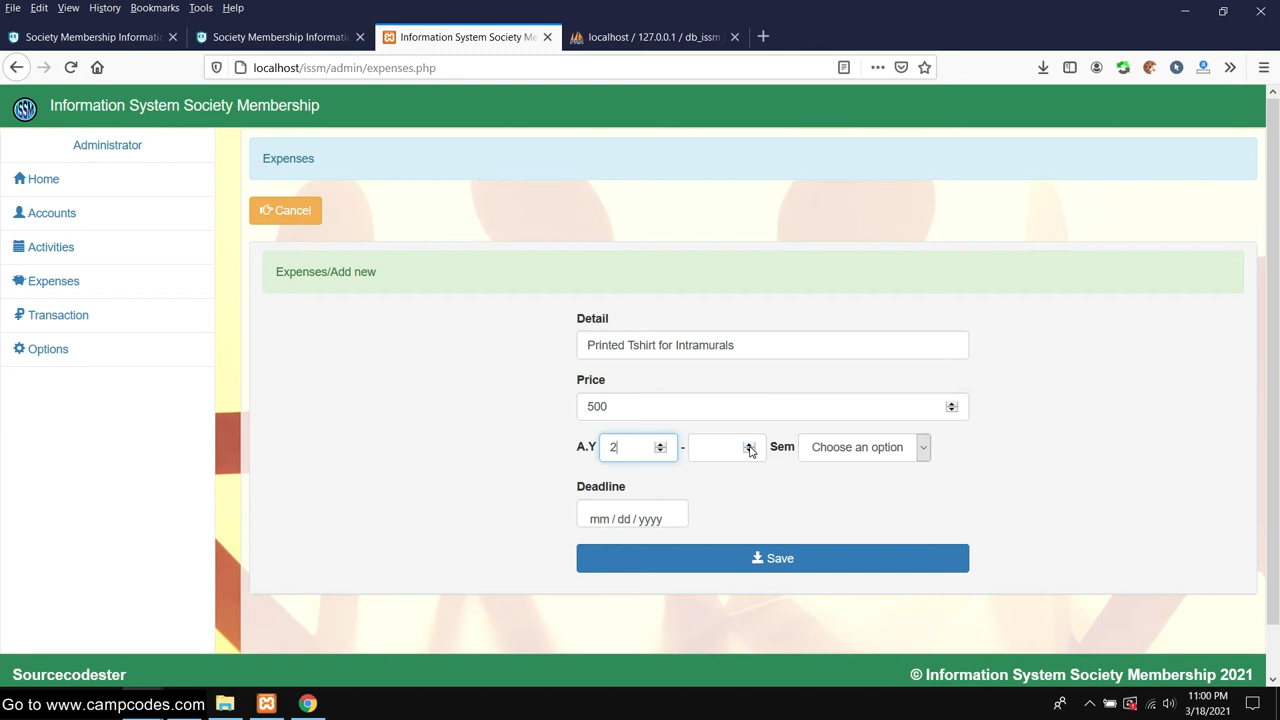 File Edit View History Bookmarks Tools Help
Society Membership Informati
Society Membership Informati
Information System Society Me
localhost / 127.0.0.1 / db_issm
localhost/issm/admin/expenses.php
Information System Society Membership
Administrator
Home
Accounts
Activities
Expenses
Transaction
Options
Expenses
Cancel
Expenses/Add new
Detail
Printed Tshirt for Intramurals
Price
500
A.Y 2 - Sem Choose an option
Deadline
mm / dd / yyyy
Save
Sourcecodester
© Information System Society Membership 2021
Go to www.campcodes.com
11:00 PM
3/18/2021